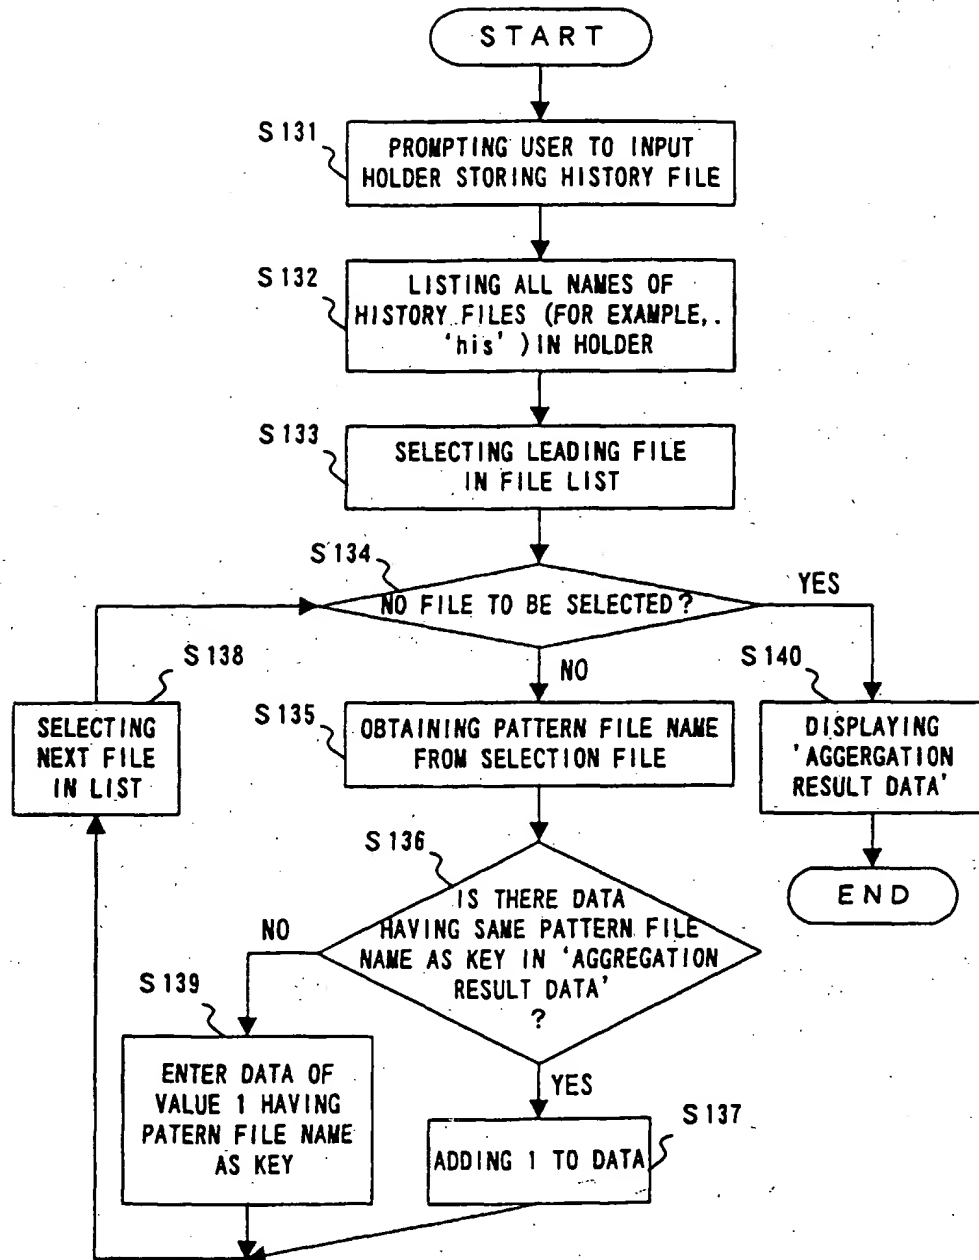 START
S131
PROMPTING USER TO INPUT
HOLDER STORING HISTORY FILE
S132
LISTING ALL NAMES OF
HISTORY FILES (FOR EXAMPLE,
'his' )IN HOLDER
S133
SELECTING LEADING FILE
IN FILE LIST
S134
NO FILE TO BE SELECTED?
YES
NO
S138
SELECTING
NEXT FILE
IN LIST
S135
OBTAINING PATTERN FILE NAME
FROM SELECTION FILE
S140
DISPLAYING
'AGGERGATION
RESULT DATA'
END
S136
IS THERE DATA
HAVING SAME PATTERN FILE
NAME AS KEY IN 'AGGREGATION
RESULT DATA'
?
NO
YES
S139
ENTER DATA OF
VALUE 1 HAVING
PATERN FILE NAME
AS KEY
S137
ADDING 1 TO DATA